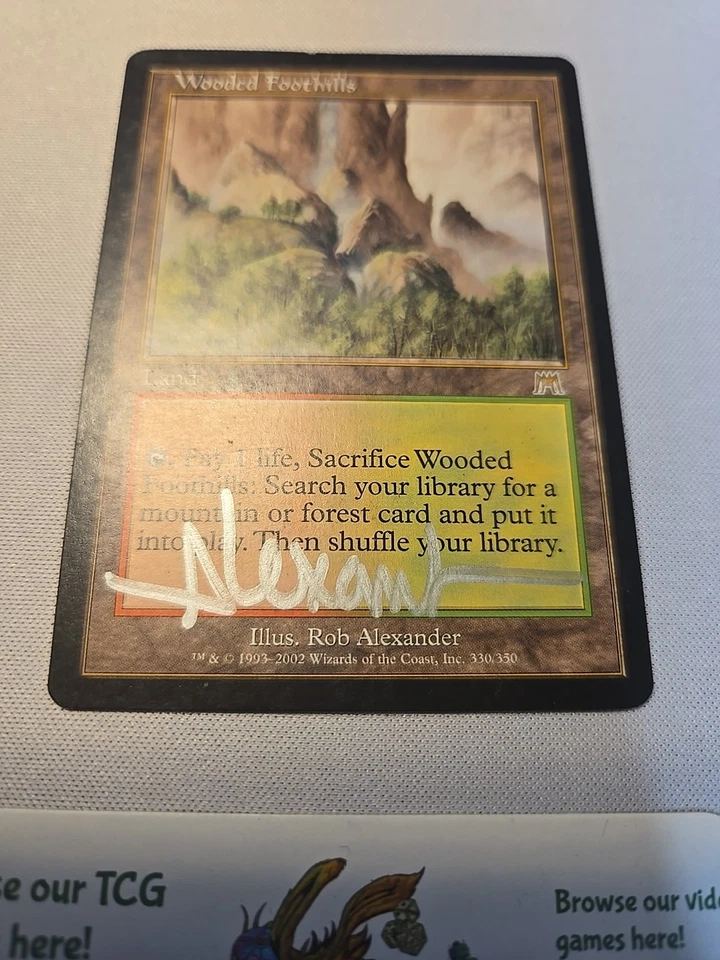 Wooded Foothills
Land
: Pay 1 life, Sacrifice Wooded
Foothills: Search your library for a
mountain or forest card and put it
into play. Then shuffle your library.
Alexand
Illus. Rob Alexander
™ & © 1993–2002 Wizards of the Coast, Inc. 330/350
se our TCG
here!
Browse our vid
games here!